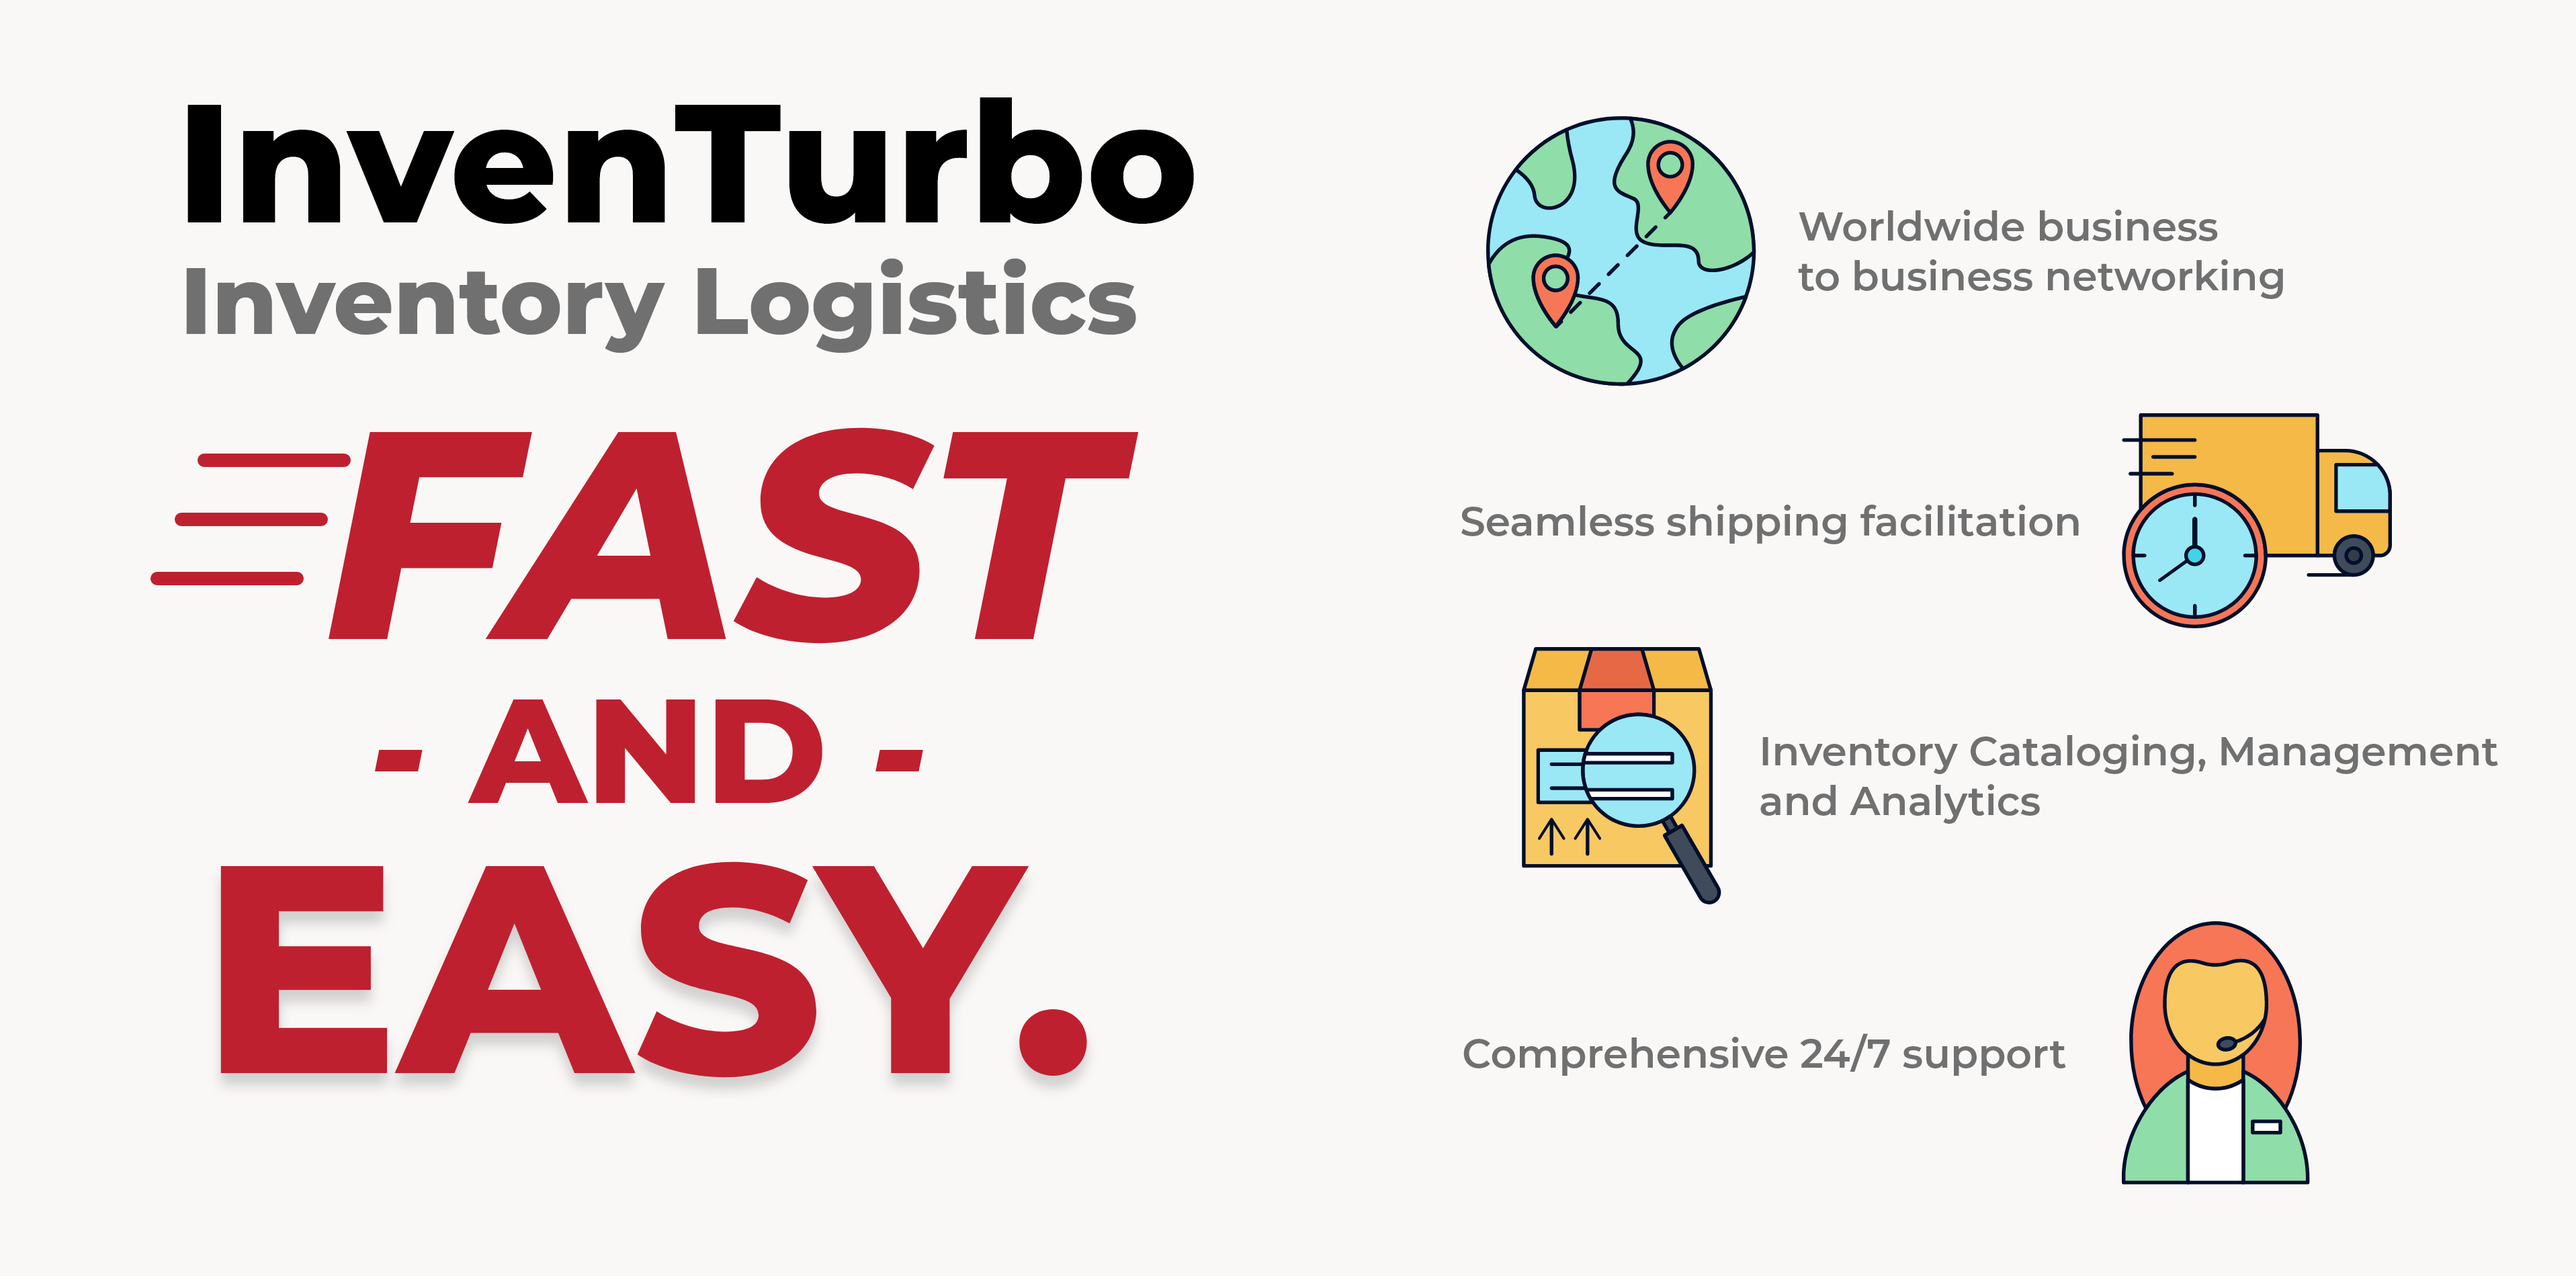 InvenTurbo
Inventory Logistics
FAST
- AND -
EASY.
Worldwide business
to business networking
Seamless shipping facilitation
Inventory Cataloging, Management
and Analytics
Comprehensive 24/7 support